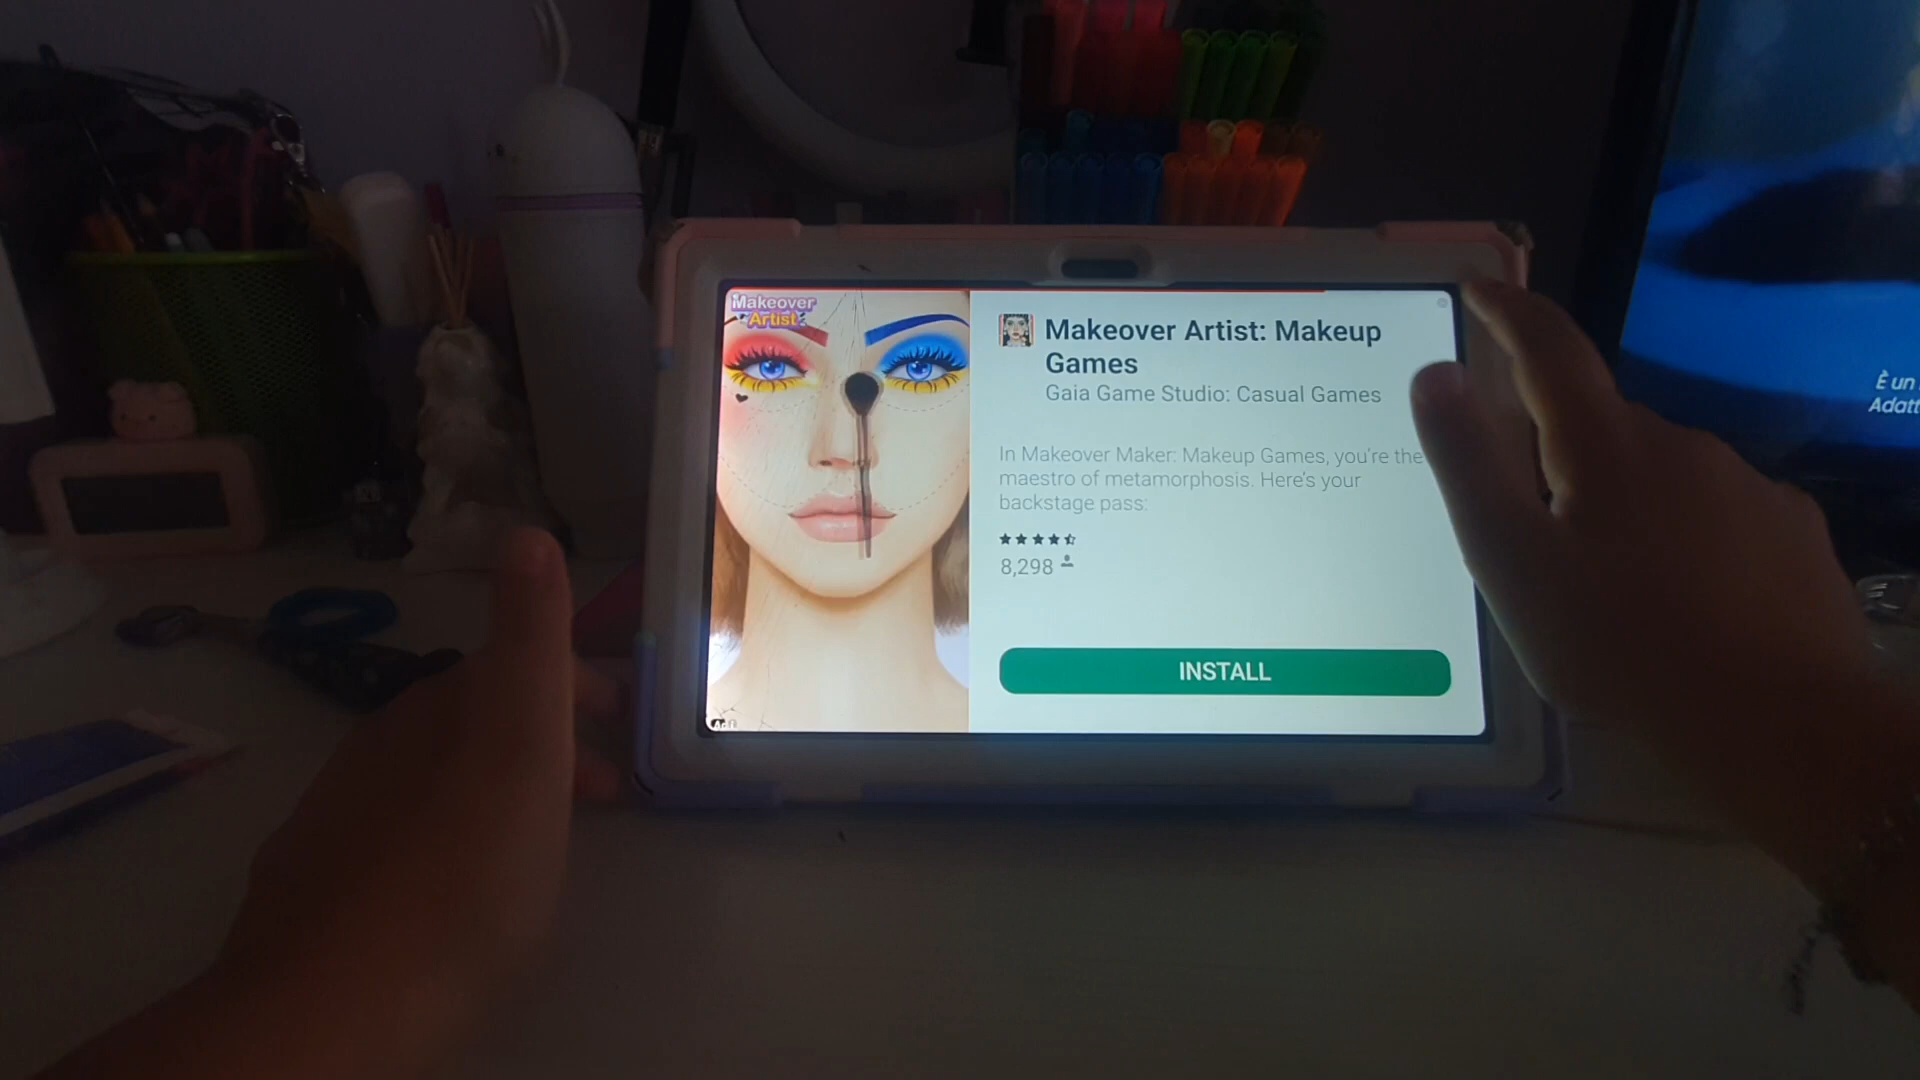 Makeover
Artist
Makeover Artist: Makeup
Games
Gaia Game Studio: Casual Games
In Makeover Maker: Makeup Games, you're the
maestro of metamorphosis. Here's your
backstage pass:
8,298
INSTALL
Ad
È un
Adatt